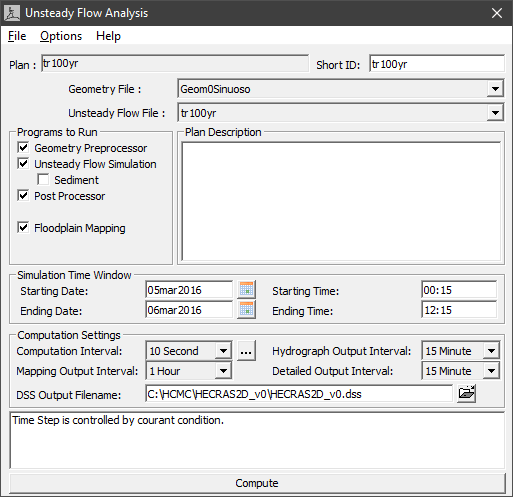 Unsteady Flow Analysis
File Options Help
Plan : tr100yr Short ID: tr100yr
Geometry File : Geom0Sinuoso
Unsteady Flow File : tr100yr
Programs to Run Plan Description
Geometry Preprocessor
Unsteady Flow Simulation
Sediment
Post Processor
Floodplain Mapping
Simulation Time Window
Starting Date: 05mar2016 Starting Time: 00:15
Ending Date: 06mar2016 Ending Time: 12:15
Computation Settings
Computation Interval: 10 Second ... Hydrograph Output Interval: 15 Minute
Mapping Output Interval: 1 Hour Detailed Output Interval: 15 Minute
DSS Output Filename: C:\HCMC\HECRAS2D_v0\HECRAS2D_v0.dss
Time Step is controlled by courant condition.
Compute